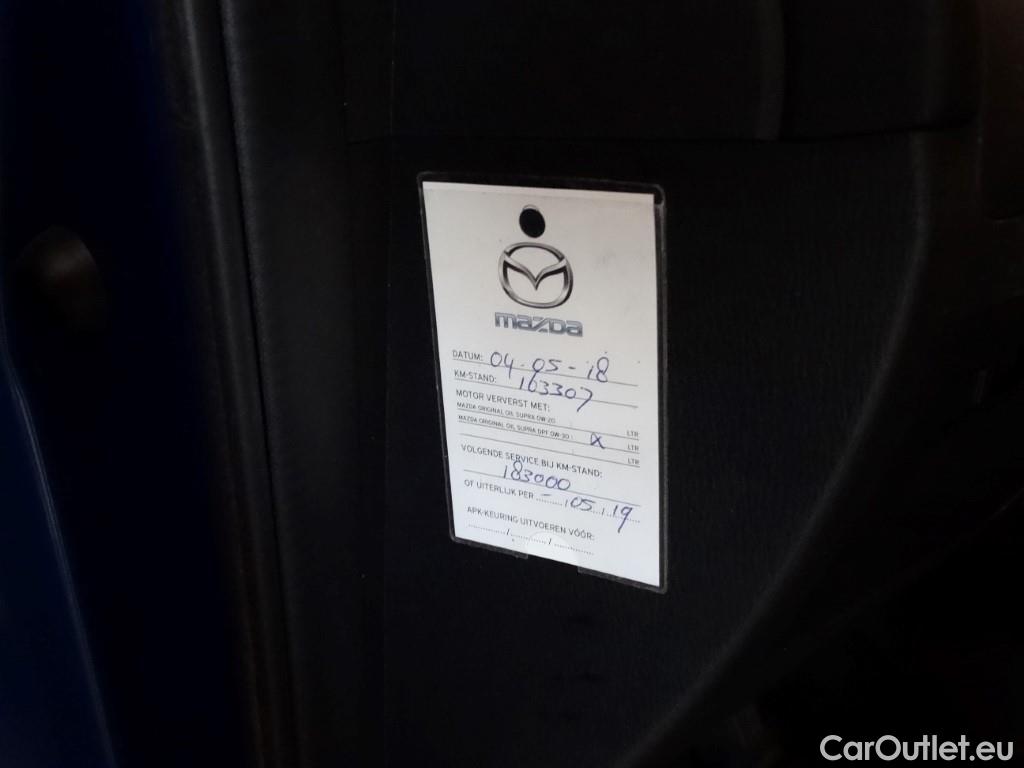 mazda
DATUM: 04-05-18
KM-STAND: 163307
MOTOR VERVERST MET:
MAZDA ORIGINAL OIL SUPRA 0W-20 LTR
MAZDA ORIGINAL OIL SUPRA DPF 0W-30 : X LTR
LTR
VOLGENDE SERVICE BIJ KM-STAND:
183000
OF UITERLIJK PER - / 05 / 19
APK-KEURING UITVOEREN VÓÓR:
............/............/............
CarOutlet.eu